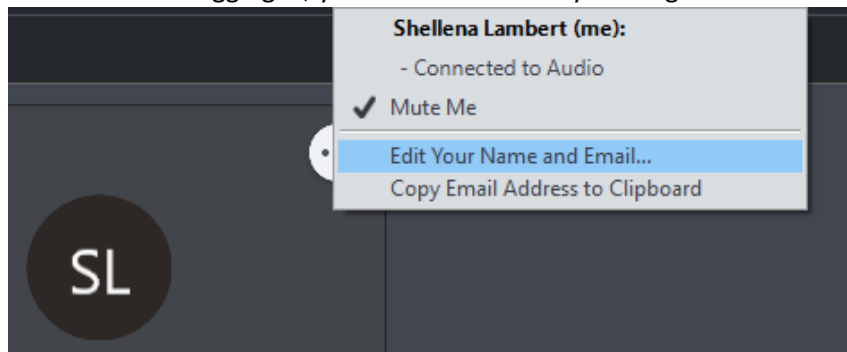 Shellena Lambert (me):
- Connected to Audio
Mute Me
Edit Your Name and Email...
Copy Email Address to Clipboard
SL